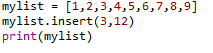 mylist = [1,2,3,4,5,6,7,8,9]
mylist.insert(3,12)
print(mylist)